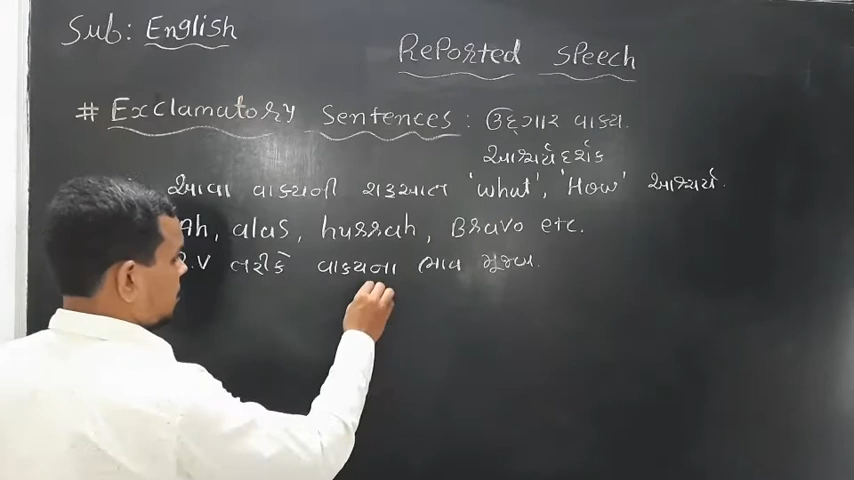 Sub: English
Reported Speech
# Exclamatory Sentences: ઉદ્ગાર વાક્ય.
આશ્ચર્ય દર્શક
આવા વાક્યની શરૂઆત 'what', 'How' આશ્ચર્ય.
Ah, alas, hurrah, Bravo etc.
R.V તરીકે વાક્યના ભાવ મુજબ.